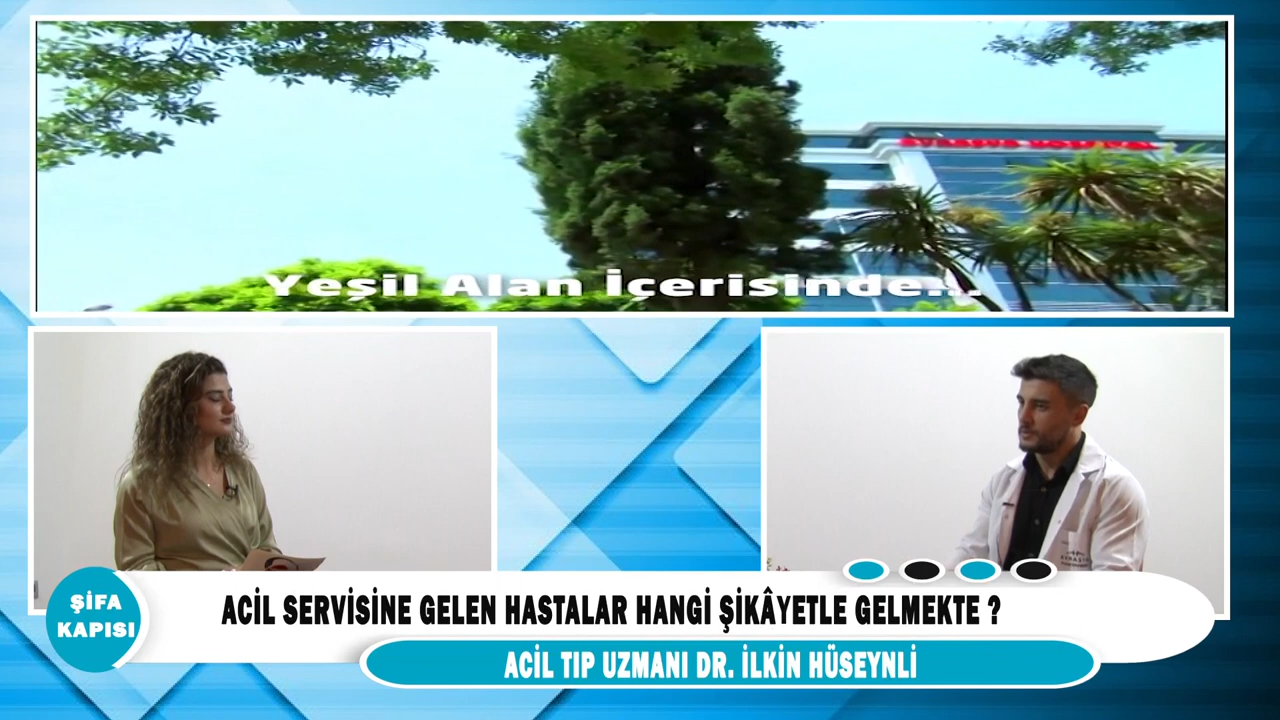 Yeşil Alan İçerisinde...
ŞİFA
KAPISI
ACİL SERVİSİNE GELEN HASTALAR HANGİ ŞİKÂYETLE GELMEKTE ?
ACİL TIP UZMANI DR. İLKİN HÜSEYNLİ